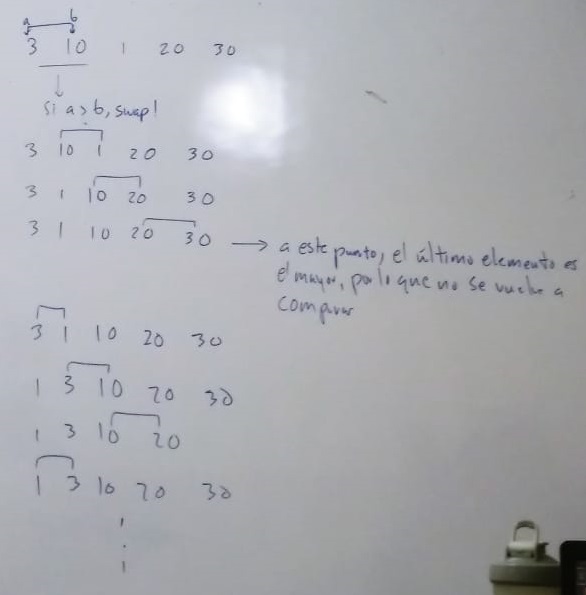 a b
3 10 1 20 30
si a > b, swap!
3 10 1 20 30
3 1 10 20 30
3 1 10 20 30 → a este punto, el último elemento es
el mayor, por lo que no se vuelve a
comparar
3 1 10 20 30
1 3 10 20 30
1 3 10 20
1 3 10 20 30